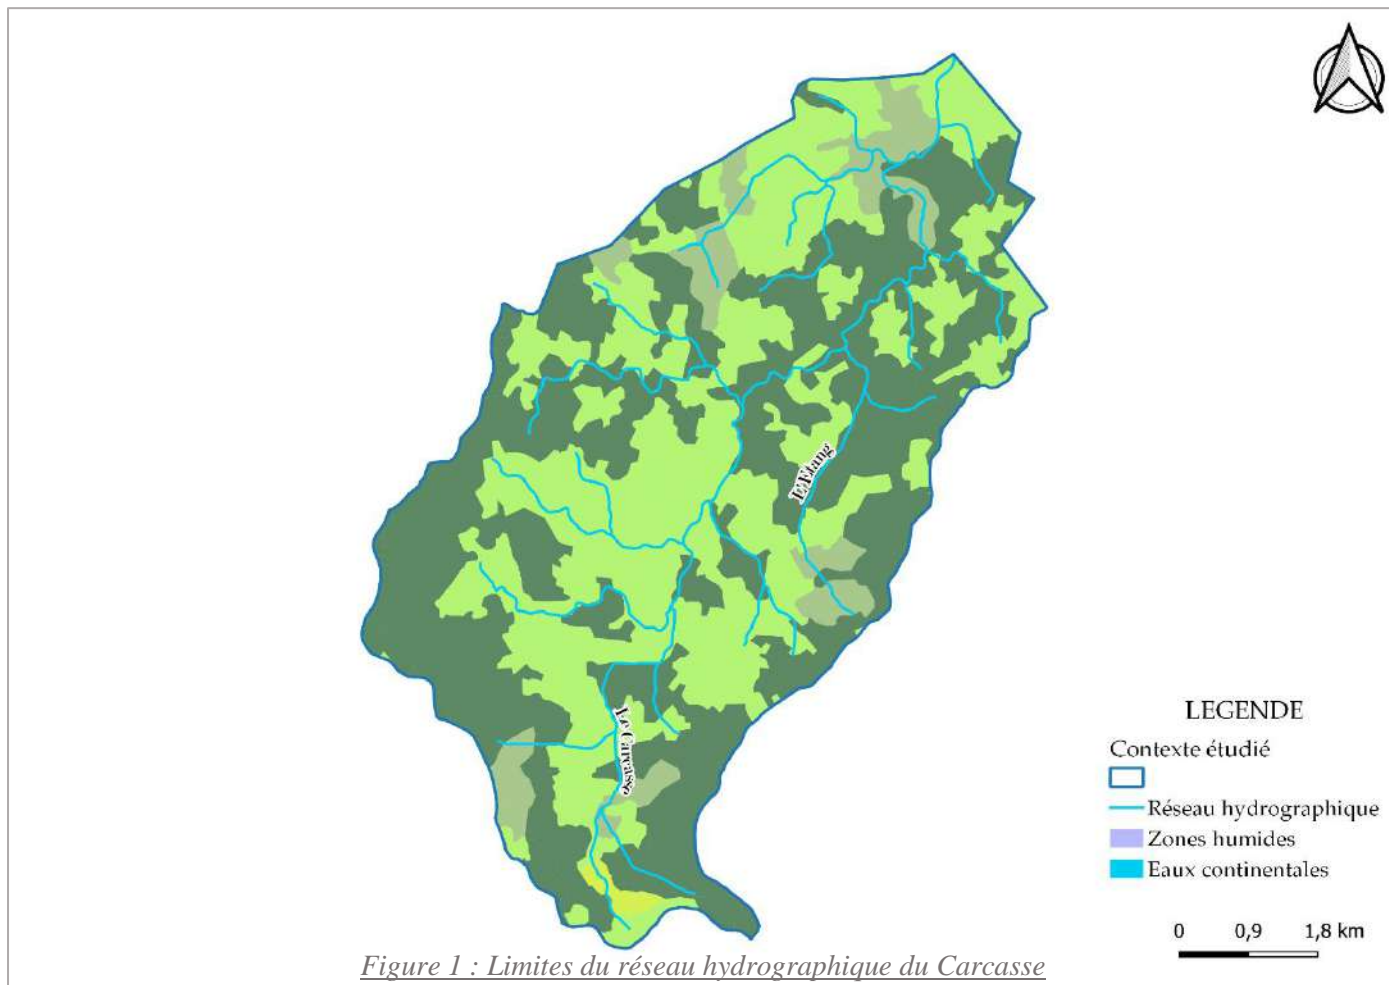 L'Etang
Le Carcasse
LEGENDE
Contexte étudié
Réseau hydrographique
Zones humides
Eaux continentales
0 0,9 1,8 km
Figure 1 : Limites du réseau hydrographique du Carcasse